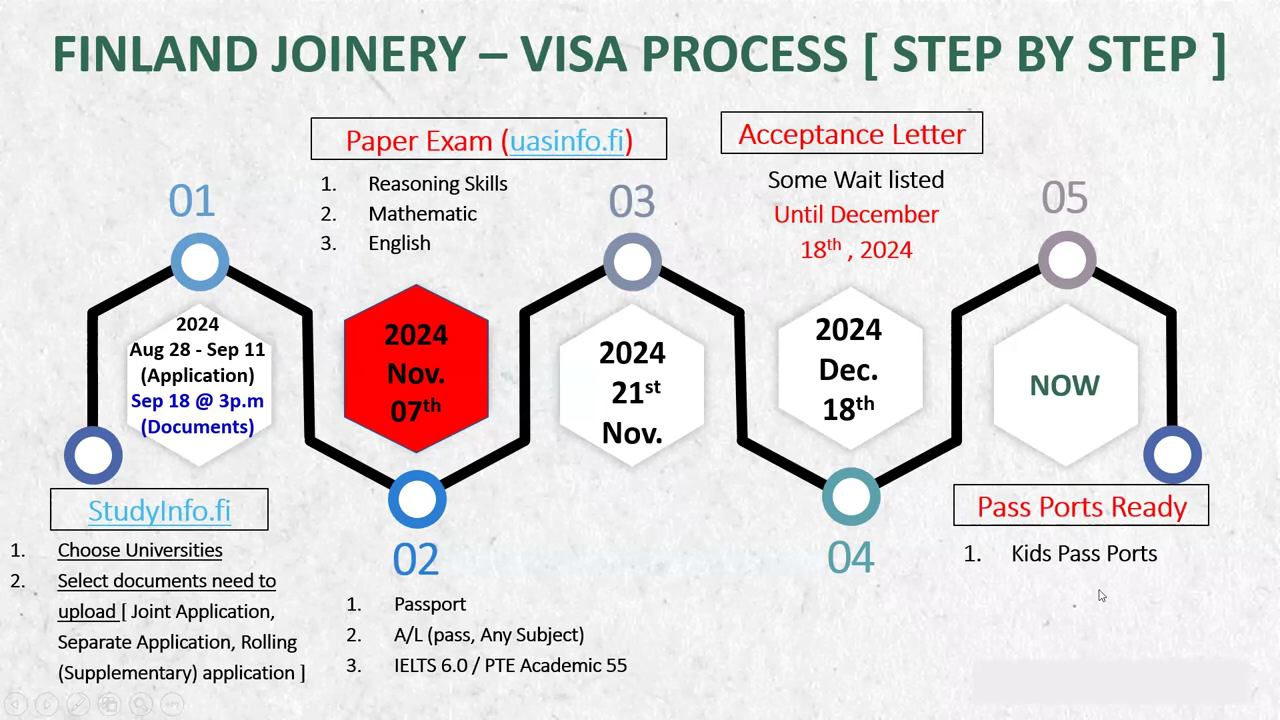 FINLAND JOINERY – VISA PROCESS [ STEP BY STEP ]
01
2024
Aug 28 - Sep 11
(Application)
Sep 18 @ 3p.m
(Documents)
StudyInfo.fi
1. Choose Universities
2. Select documents need to
upload [ Joint Application,
Separate Application, Rolling
(Supplementary) application ]
Paper Exam (uasinfo.fi)
1. Reasoning Skills
2. Mathematic
3. English
2024
Nov.
07th
02
1. Passport
2. A/L (pass, Any Subject)
3. IELTS 6.0 / PTE Academic 55
03
2024
21st
Nov.
Acceptance Letter
Some Wait listed
Until December
18th , 2024
2024
Dec.
18th
04
05
NOW
Pass Ports Ready
1. Kids Pass Ports